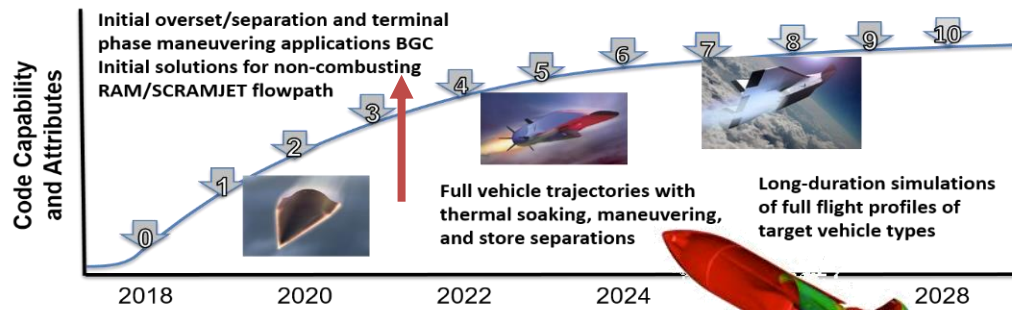 Initial overset/separation and terminal
phase maneuvering applications BGC
Initial solutions for non-combusting
RAM/SCRAMJET flowpath
Code Capability
and Attributes
0
1
2
3
4
5
6
7
8
9
10
Full vehicle trajectories with
thermal soaking, maneuvering,
and store separations
Long-duration simulations
of full flight profiles of
target vehicle types
2018
2020
2022
2024
2028